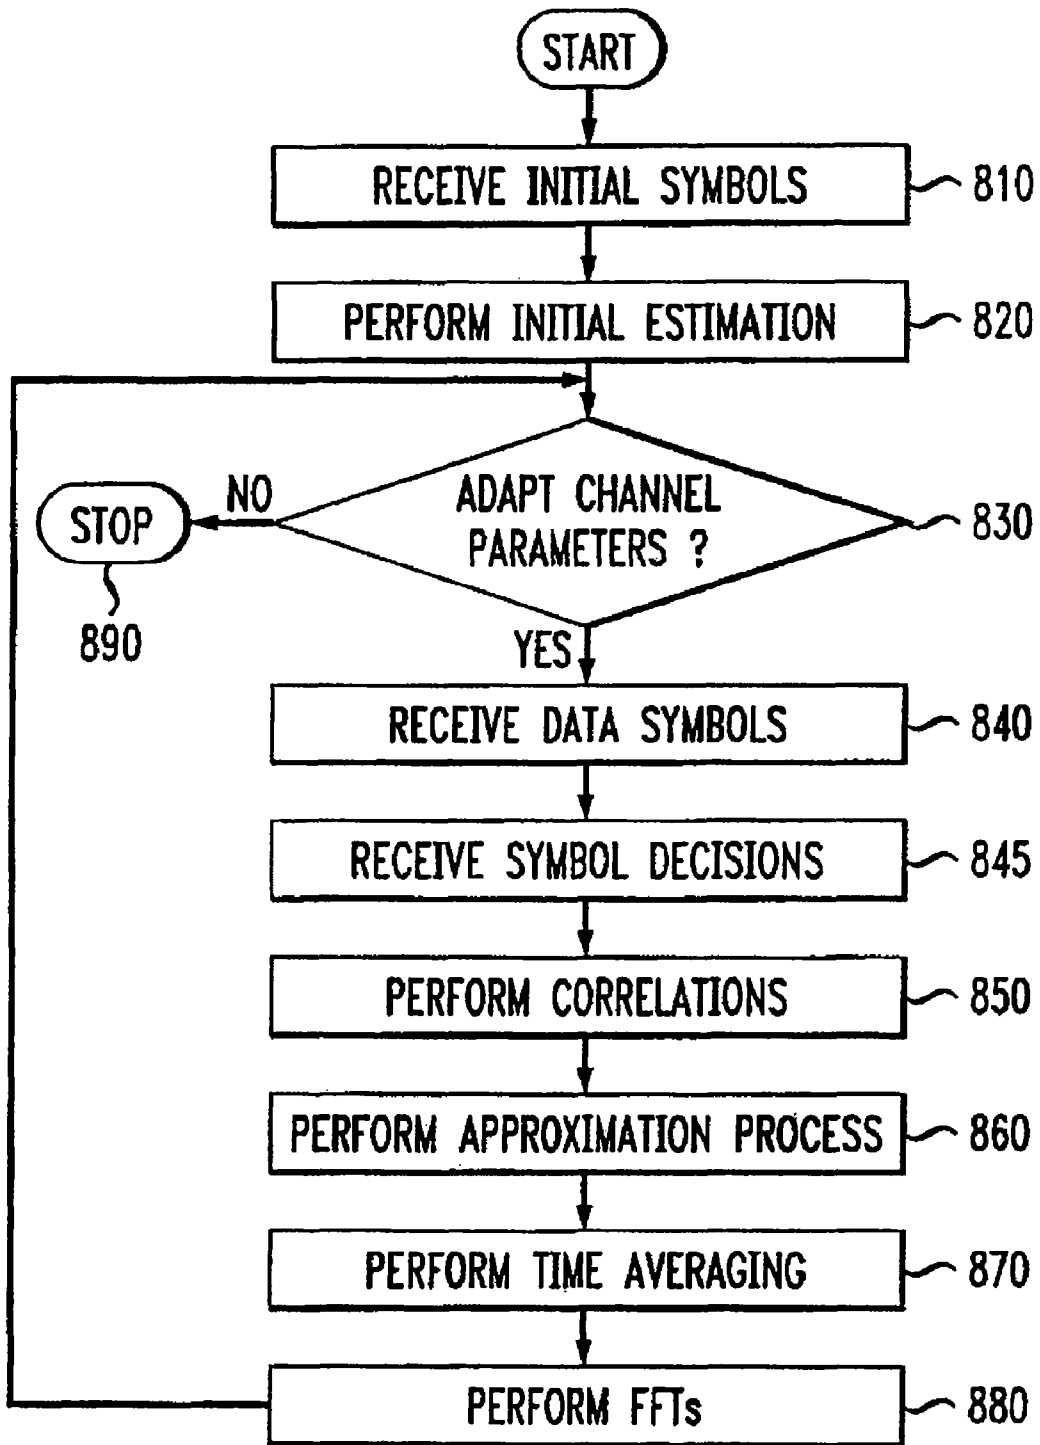 START
RECEIVE INITIAL SYMBOLS
810
PERFORM INITIAL ESTIMATION
820
ADAPT CHANNEL
PARAMETERS ?
830
NO
STOP
890
YES
RECEIVE DATA SYMBOLS
840
RECEIVE SYMBOL DECISIONS
845
PERFORM CORRELATIONS
850
PERFORM APPROXIMATION PROCESS
860
PERFORM TIME AVERAGING
870
PERFORM FFTs
880